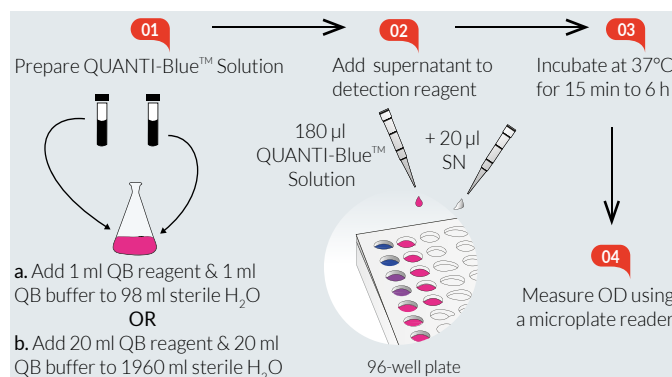 01
Prepare QUANTI-Blue™ Solution
a. Add 1 ml QB reagent & 1 ml
QB buffer to 98 ml sterile H2O
OR
b. Add 20 ml QB reagent & 20 ml
QB buffer to 1960 ml sterile H2O
02
Add supernatant to
detection reagent
180 µl
QUANTI-Blue™
Solution
+ 20 µl
SN
96-well plate
03
Incubate at 37°C
for 15 min to 6 h
04
Measure OD using
a microplate reader